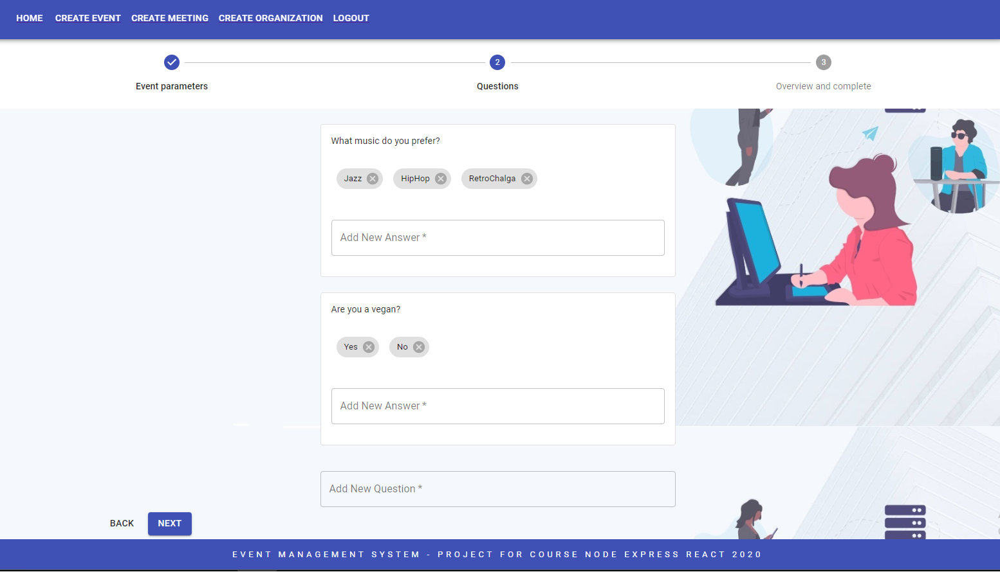 HOME CREATE EVENT CREATE MEETING CREATE ORGANIZATION LOGOUT
2 3
Event parameters Questions Overview and complete
What music do you prefer?
Jazz HipHop RetroChalga
Add New Answer *
Are you a vegan?
Yes No
Add New Answer *
Add New Question *
BACK NEXT
EVENT MANAGEMENT SYSTEM - PROJECT FOR COURSE NODE EXPRESS REACT 2020